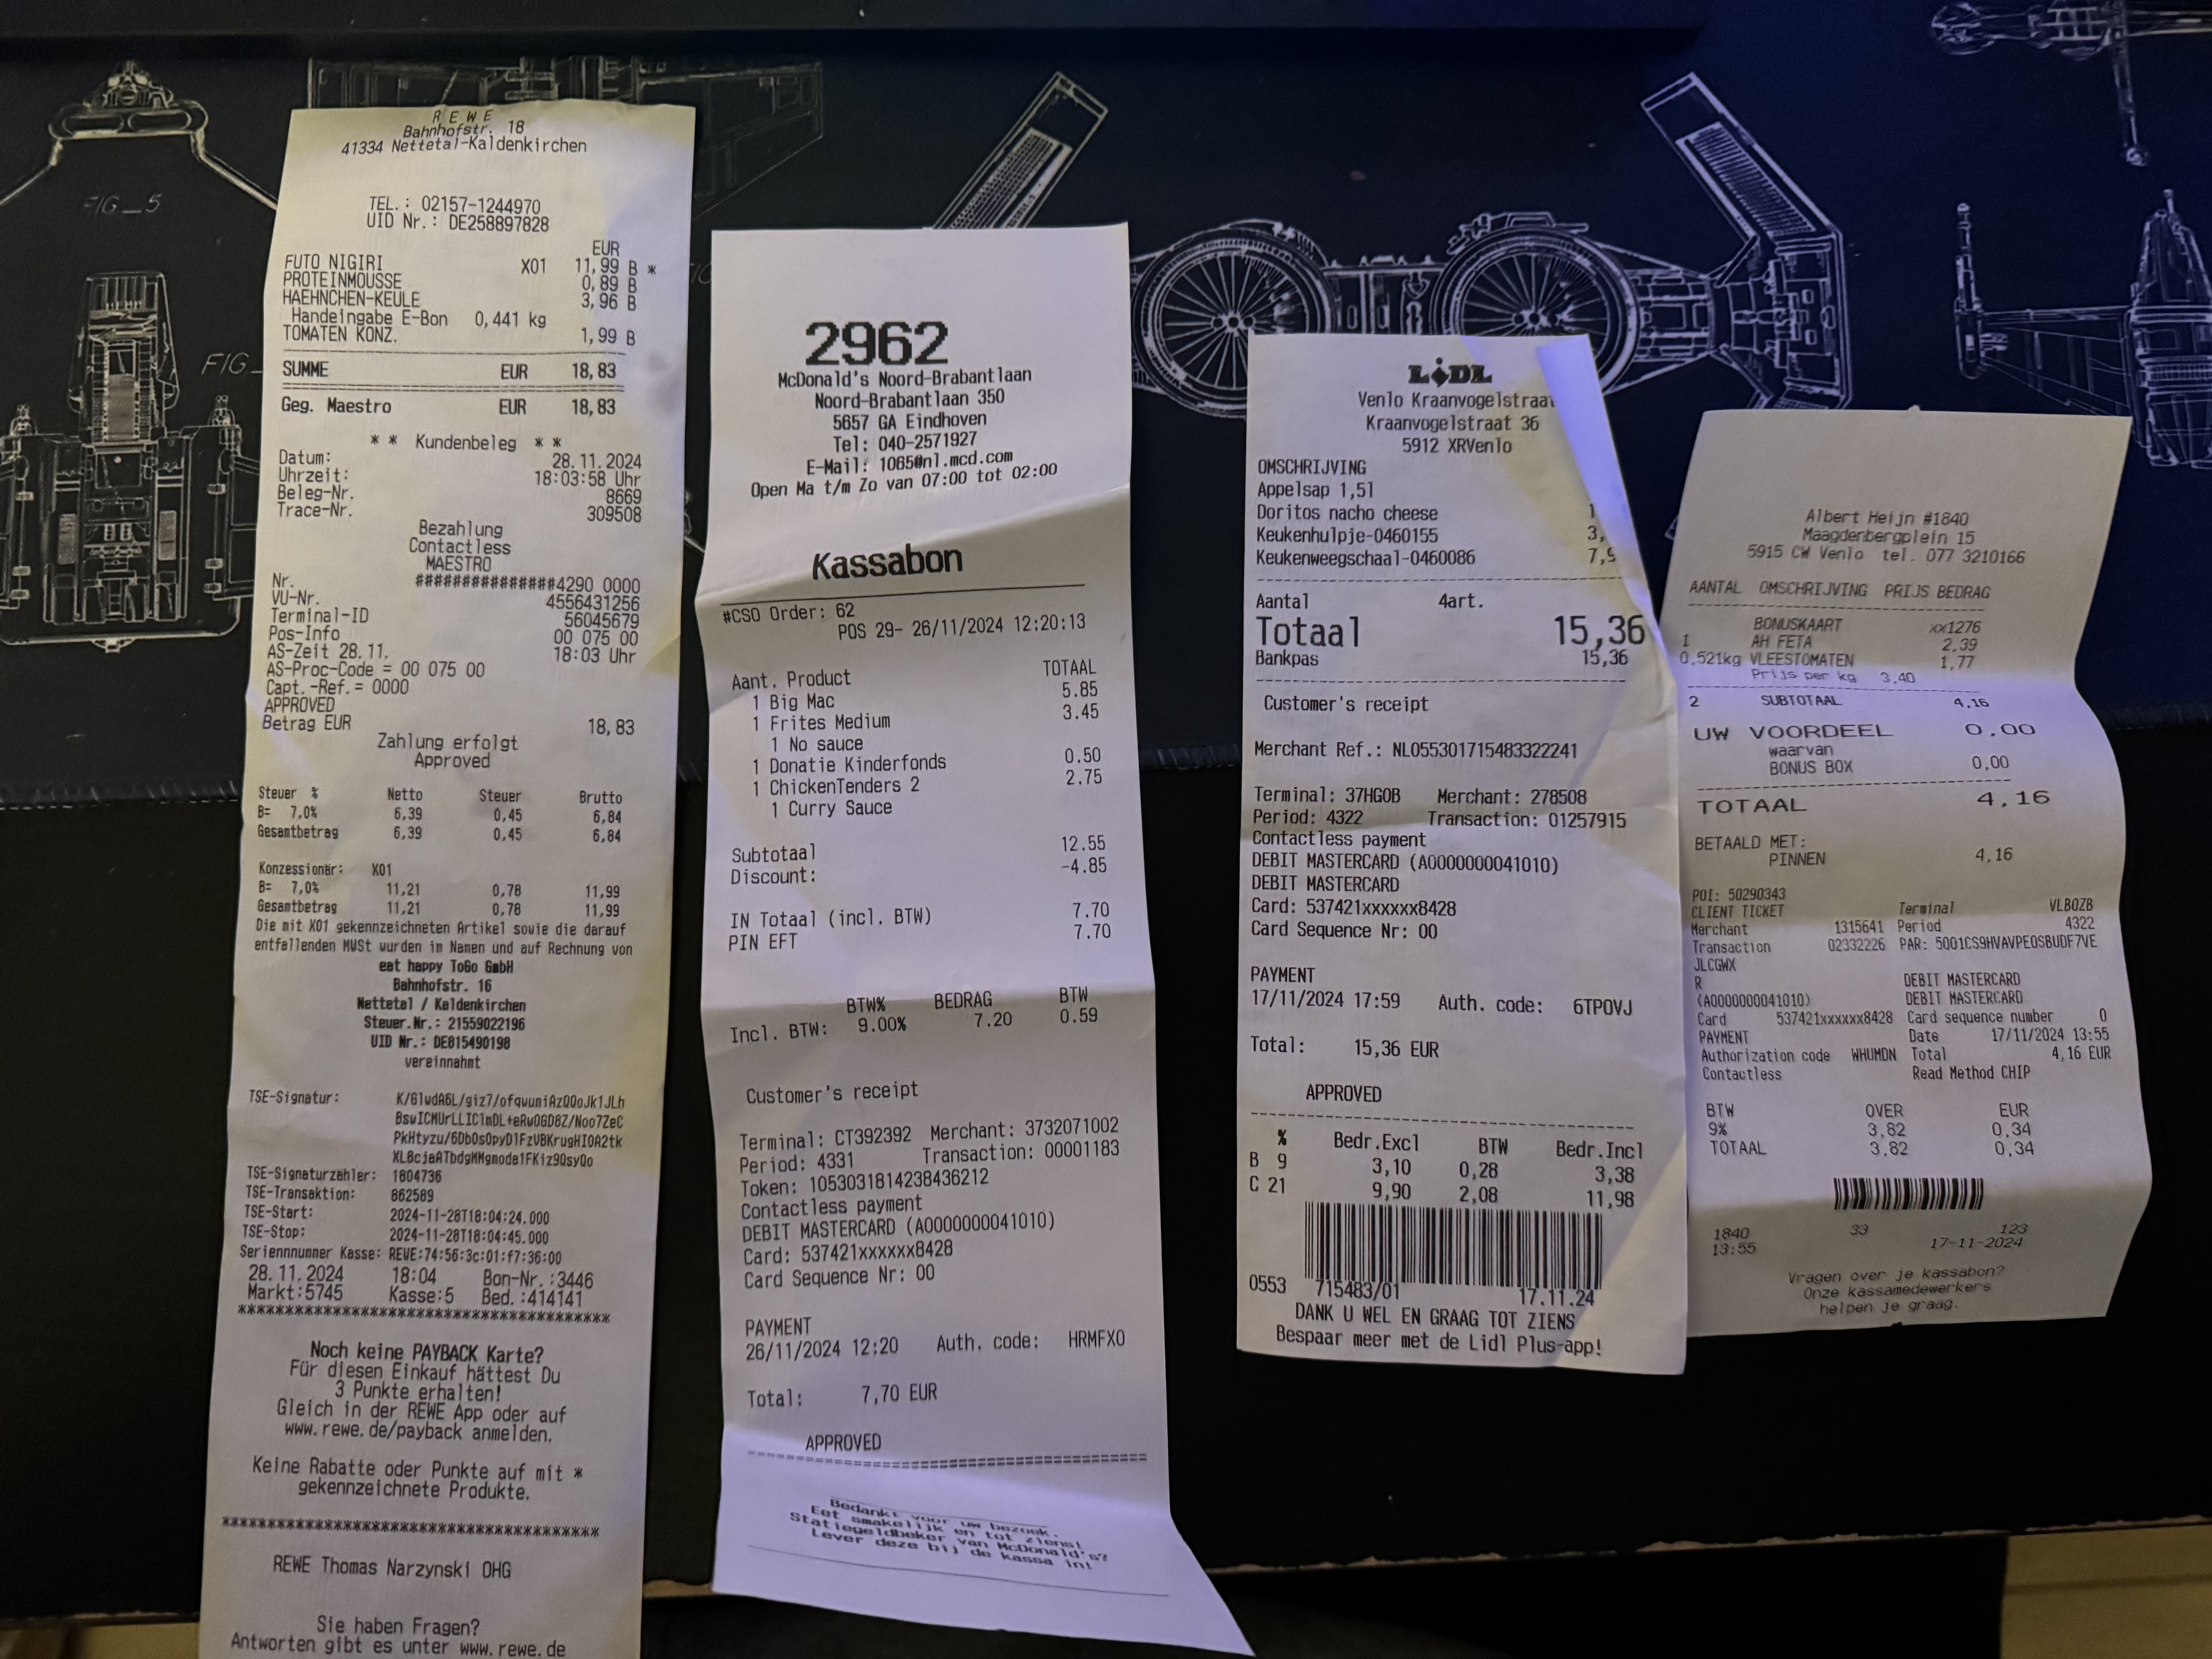 REWE
Bahnhofstr. 18
41334 Nettetal-Kaldenkirchen
TEL.: 02157-1244970
UID Nr.: DE258897828
EUR
FUTO NIGIRI X01 11,99 B *
PROTEINMOUSSE 0,89 B
HAEHNCHEN-KEULE 3,96 B
Handeingabe E-Bon 0,441 kg
TOMATEN KONZ. 1,99 B
SUMME EUR 18,83
Geg. Maestro EUR 18,83
* * Kundenbeleg * *
Datum: 28.11.2024
Uhrzeit: 18:03:58 Uhr
Beleg-Nr. 8669
Trace-Nr. 309508
Bezahlung
Contactless
MAESTRO
Nr. ###############4290 0000
VU-Nr. 4556431256
Terminal-ID 56045679
Pos-Info 00 075 00
AS-Zeit 28.11. 18:03 Uhr
AS-Proc-Code = 00 075 00
Capt.-Ref. = 0000
APPROVED
Betrag EUR 18,83
Zahlung erfolgt
Approved
Steuer % Netto Steuer Brutto
B= 7,0% 6,39 0,45 6,84
Gesamtbetrag 6,39 0,45 6,84
Konzessionär: X01
B= 7,0% 11,21 0,78 11,99
Gesamtbetrag 11,21 0,78 11,99
Die mit X01 gekennzeichneten Artikel sowie die darauf
entfallenden MWSt wurden im Namen und auf Rechnung von
eat happy ToGo GmbH
Bahnhofstr. 16
Nettetal / Kaldenkirchen
Steuer.Nr.: 21559022196
UID Nr.: DE815490198
vereinnahmt
TSE-Signatur:
TSE-Signaturzähler: 1804736
TSE-Transaktion: 862589
TSE-Start: 2024-11-28T18:04:24.000
TSE-Stop: 2024-11-28T18:04:45.000
Seriennnummer Kasse: REWE:74:56:3c:01:f7:36:00
28.11.2024 18:04 Bon-Nr.:3446
Markt:5745 Kasse:5 Bed.:414141
****************************************
Noch keine PAYBACK Karte?
Für diesen Einkauf hättest Du
3 Punkte erhalten!
Gleich in der REWE App oder auf
www.rewe.de/payback anmelden.
Keine Rabatte oder Punkte auf mit *
gekennzeichnete Produkte.
****************************************
REWE Thomas Narzynski OHG
Sie haben Fragen?
Antworten gibt es unter www.rewe.de
2962
McDonald's Noord-Brabantlaan
Noord-Brabantlaan 350
5657 GA Eindhoven
Tel: 040-2571927
E-Mail: 1065@nl.mcd.com
Open Ma t/m Zo van 07:00 tot 02:00
Kassabon
#CSO Order: 62
POS 29- 26/11/2024 12:20:13
Aant. Product TOTAAL
1 Big Mac 5.85
1 Frites Medium 3.45
1 No sauce
1 Donatie Kinderfonds 0.50
1 ChickenTenders 2 2.75
1 Curry Sauce
Subtotaal 12.55
Discount: -4.85
IN Totaal (incl. BTW) 7.70
PIN EFT 7.70
BTW% BEDRAG BTW
Incl. BTW: 9.00% 7.20 0.59
Customer's receipt
Terminal: CT392392 Merchant: 3732071002
Period: 4331 Transaction: 00001183
Token: 1053031814238436212
Contactless payment
DEBIT MASTERCARD (A0000000041010)
Card: 537421xxxxxx8428
Card Sequence Nr: 00
PAYMENT
26/11/2024 12:20 Auth. code: HRMFX0
Total: 7,70 EUR
APPROVED
Bedankt voor uw bezoek.
Eet smakelijk en tot ziens!
Statiegeldbeker van McDonald's?
Lever deze bij de kassa in!
LIDL
Venlo Kraanvogelstraat
Kraanvogelstraat 36
5912 XRVenlo
OMSCHRIJVING
Appelsap 1,5l
Doritos nacho cheese
Keukenhulpje-0460155 3,
Keukenweegschaal-0460086 7,9
Aantal 4art.
Totaal 15,36
Bankpas 15,36
Customer's receipt
Merchant Ref.: NL0553017154833222241
Terminal: 37HG0B Merchant: 278508
Period: 4322 Transaction: 01257915
Contactless payment
DEBIT MASTERCARD (A0000000041010)
DEBIT MASTERCARD
Card: 537421xxxxxx8428
Card Sequence Nr: 00
PAYMENT
17/11/2024 17:59 Auth. code: 6TPOVJ
Total: 15,36 EUR
APPROVED
% Bedr.Excl BTW Bedr.Incl
B 9 3,10 0,28 3,38
C 21 9,90 2,08 11,98
0553 715483/01 17.11.24
DANK U WEL EN GRAAG TOT ZIENS
Bespaar meer met de Lidl Plus-app!
Albert Heijn #1840
Maagdenbergplein 15
5915 CW Venlo tel. 077 3210166
AANTAL OMSCHRIJVING PRIJS BEDRAG
BONUSKAART xx1276
1 AH FETA 2,39
0,521kg VLEESTOMATEN 1,77
Prijs per kg 3,40
2 SUBTOTAAL 4,16
UW VOORDEEL 0,00
waarvan
BONUS BOX 0,00
TOTAAL 4,16
BETAALD MET:
PINNEN 4,16
POI: 50290343
CLIENT TICKET Terminal VLB0ZB
Merchant 1315641 Period 4322
Transaction 02332226 PAR: 5001CS9HVAVPEOSBUDF7VE
JLCGWX
R DEBIT MASTERCARD
(A0000000041010) DEBIT MASTERCARD
Card 537421xxxxxx8428 Card sequence number 0
PAYMENT Date 17/11/2024 13:55
Authorization code WHUMDN Total 4,16 EUR
Contactless Read Method CHIP
BTW OVER EUR
9% 3,82 0,34
TOTAAL 3,82 0,34
1840 33 123
13:55 17-11-2024
Vragen over je kassabon?
Onze kassamedewerkers
helpen je graag.
FIG_5
FIG_